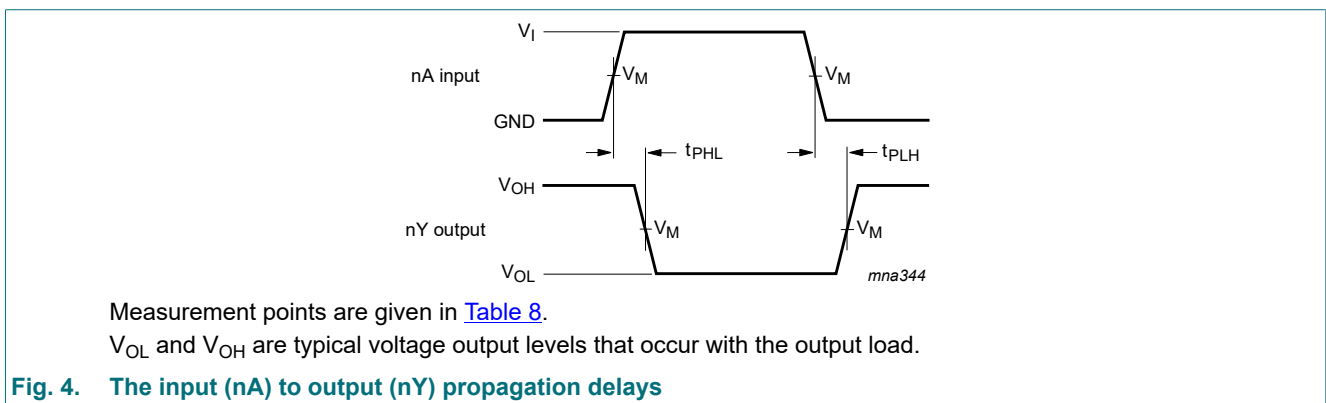 VI
nA input
VM
VM
GND
tPHL
tPLH
VOH
nY output
VM
VM
VOL
mna344
Measurement points are given in Table 8.
VOL and VOH are typical voltage output levels that occur with the output load.
Fig. 4. The input (nA) to output (nY) propagation delays